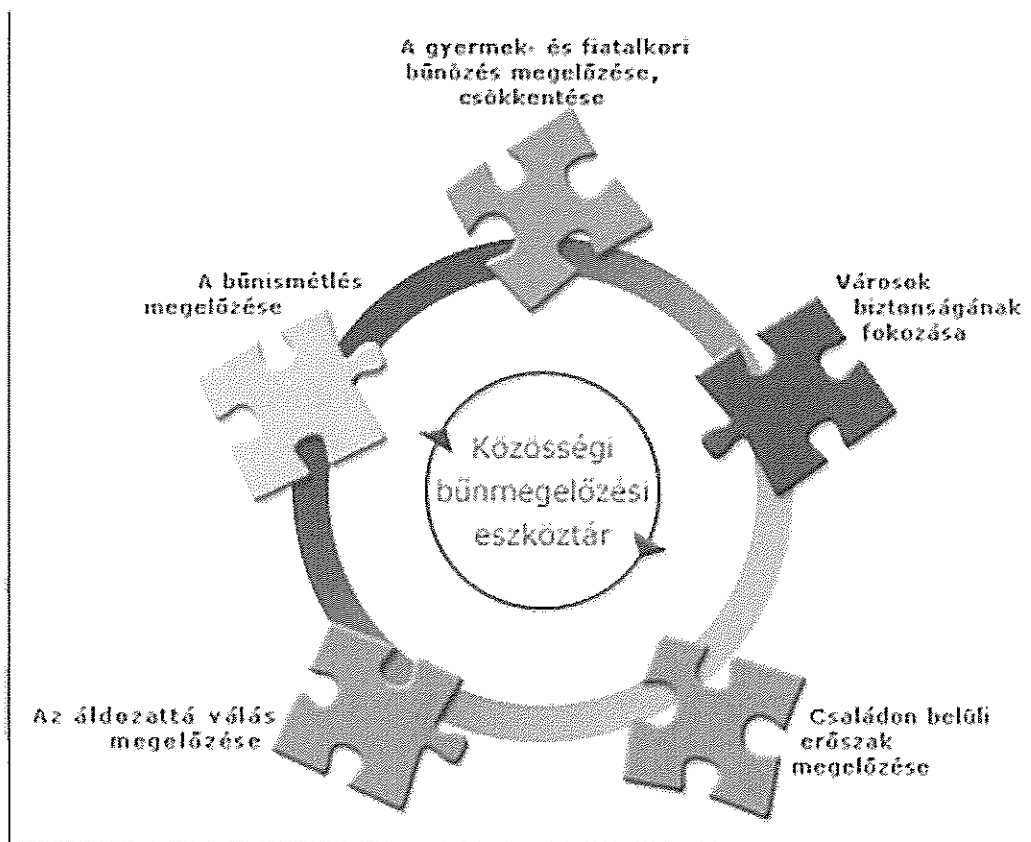 A gyermek- és fiatalkori
bűnözés megelőzése,
csökkentése
A bűnismétlés
megelőzése
Városok
biztonságának
fokozása
Közösségi
bűnmegelőzési
eszköztár
Az áldozattá válás
megelőzése
Családon belüli
erőszak
megelőzése